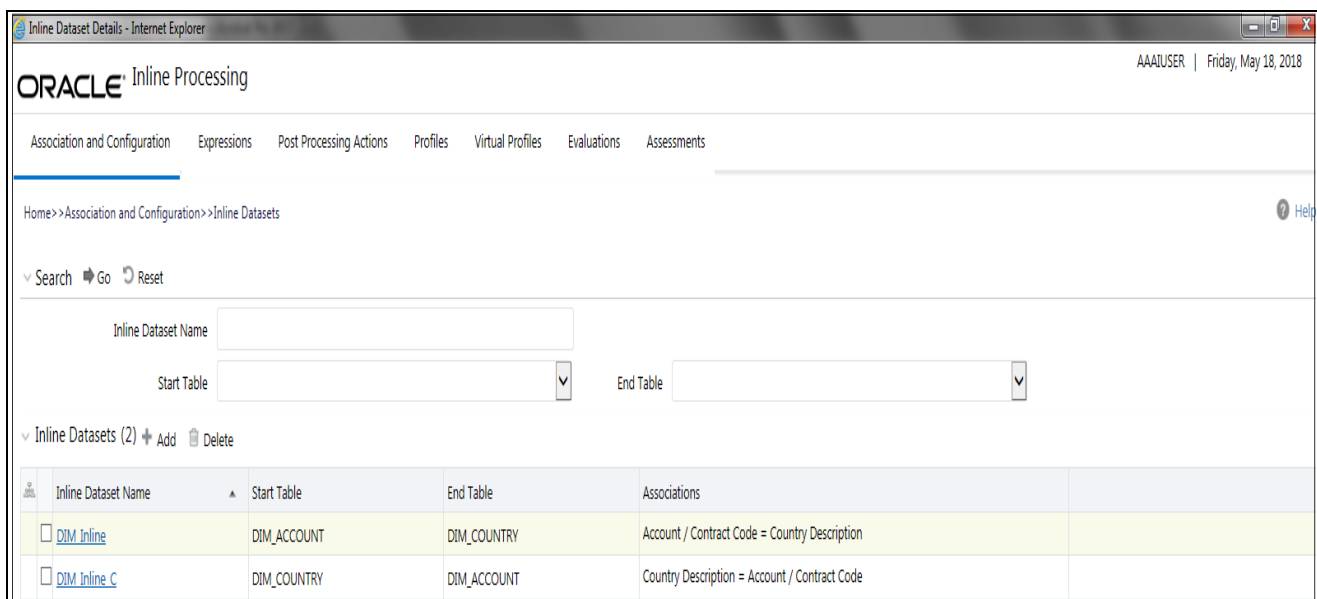 Inline Dataset Details - Internet Explorer
AAAIUSER | Friday, May 18, 2018
ORACLE® Inline Processing
Association and Configuration Expressions Post Processing Actions Profiles Virtual Profiles Evaluations Assessments
Home>>Association and Configuration>>Inline Datasets
Help
Search Go Reset
Inline Dataset Name
Start Table End Table
Inline Datasets (2) Add Delete
Inline Dataset Name Start Table End Table Associations
DIM Inline DIM_ACCOUNT DIM_COUNTRY Account / Contract Code = Country Description
DIM Inline C DIM_COUNTRY DIM_ACCOUNT Country Description = Account / Contract Code